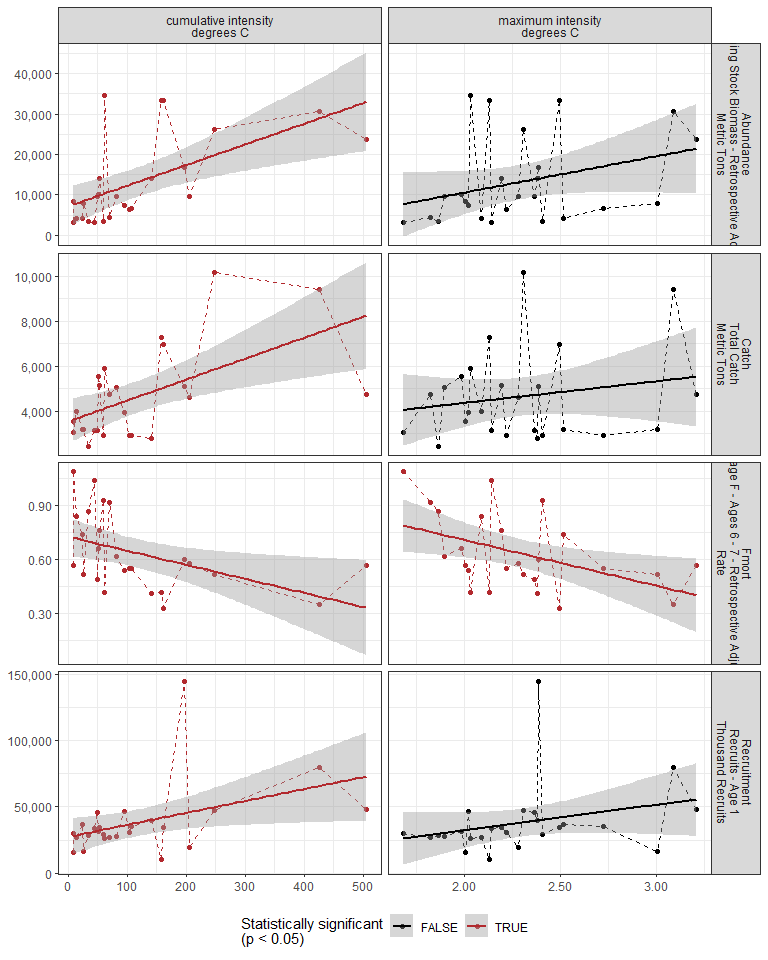 cumulative intensity
degrees C
maximum intensity
degrees C
40,000
30,000
20,000
10,000
0
Abundance
Stock Biomass - Retrospective
Metric Tons
10,000
8,000
6,000
4,000
Catch
Total Catch
Metric Tons
0.90
0.60
0.30
Fmort
F - Ages 6 - 7 - Retrospective
Rate
150,000
100,000
50,000
0
Recruitment
Recruits - Age 1
Thousand Recruits
0 100 200 300 400 500
2.00 2.50 3.00
Statistically significant
(p < 0.05)
FALSE TRUE